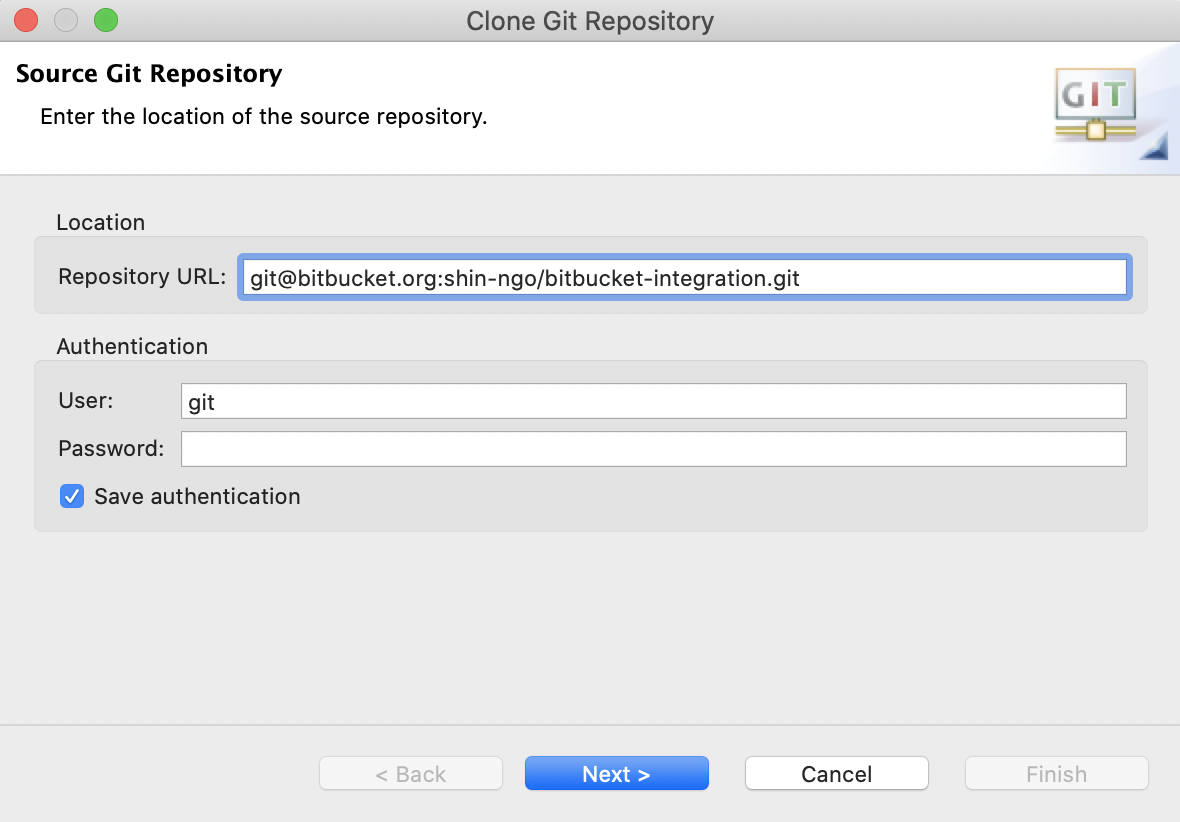 Clone Git Repository
Source Git Repository
Enter the location of the source repository.
GIT
Location
Repository URL: git@bitbucket.org:shin-ngo/bitbucket-integration.git
Authentication
User: git
Password:
Save authentication
< Back Next > Cancel Finish